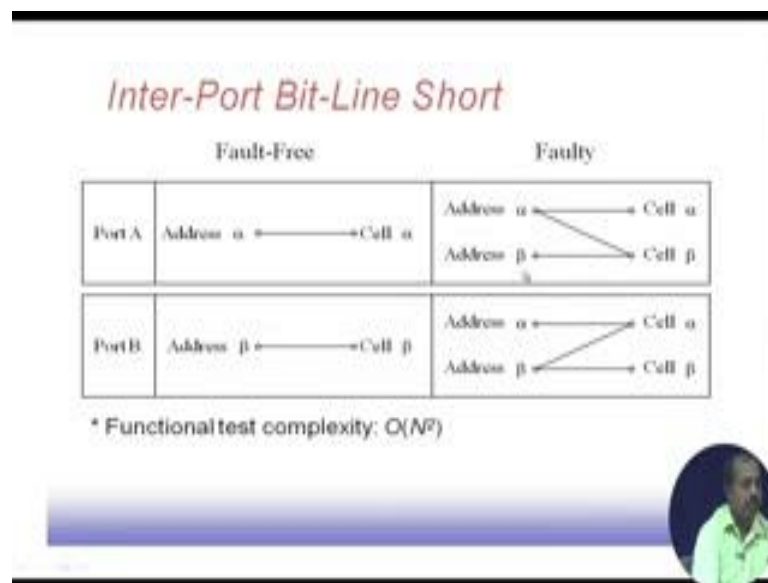 Inter-Port Bit-Line Short
Fault-Free Faulty
Port A Address α Cell α Address α Cell α
Address β Cell β
Port B Address β Cell β Address α Cell α
Address β Cell β
* Functional test complexity: O(N²)